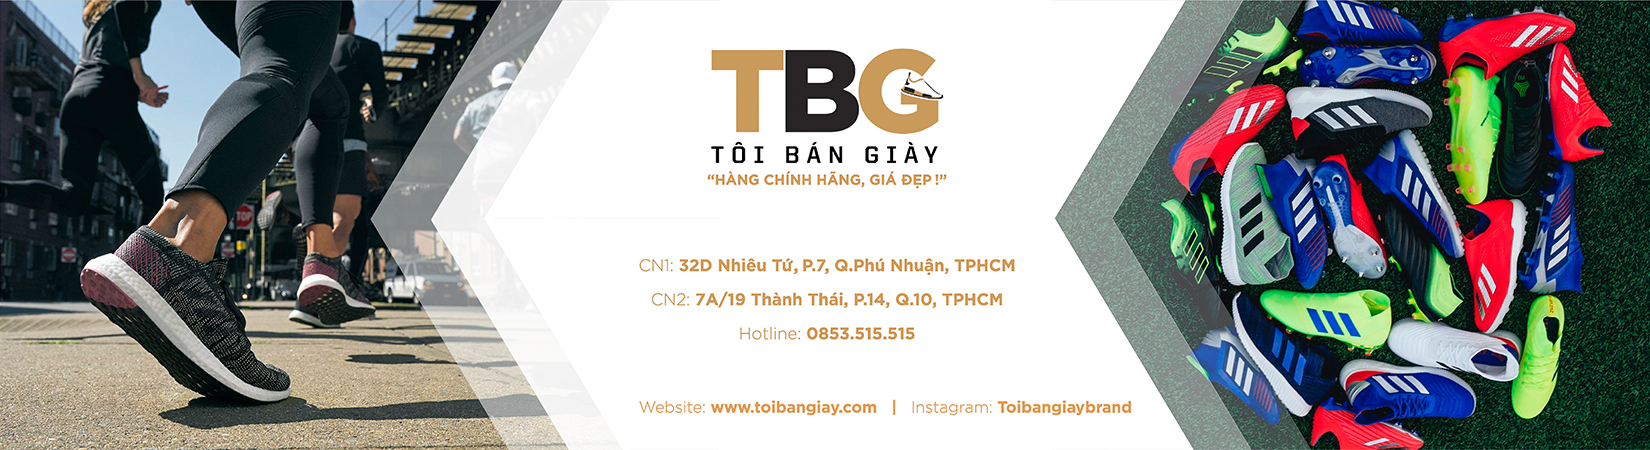 STOP
TBG
TÔI BÁN GIÀY
“HÀNG CHÍNH HÃNG, GIÁ ĐẸP !”
CN1: 32D Nhiêu Tứ, P.7, Q.Phú Nhuận, TPHCM
CN2: 7A/19 Thành Thái, P.14, Q.10, TPHCM
Hotline: 0853.515.515
Website: www.toibangiay.com | Instagram: Toibangiaybrand